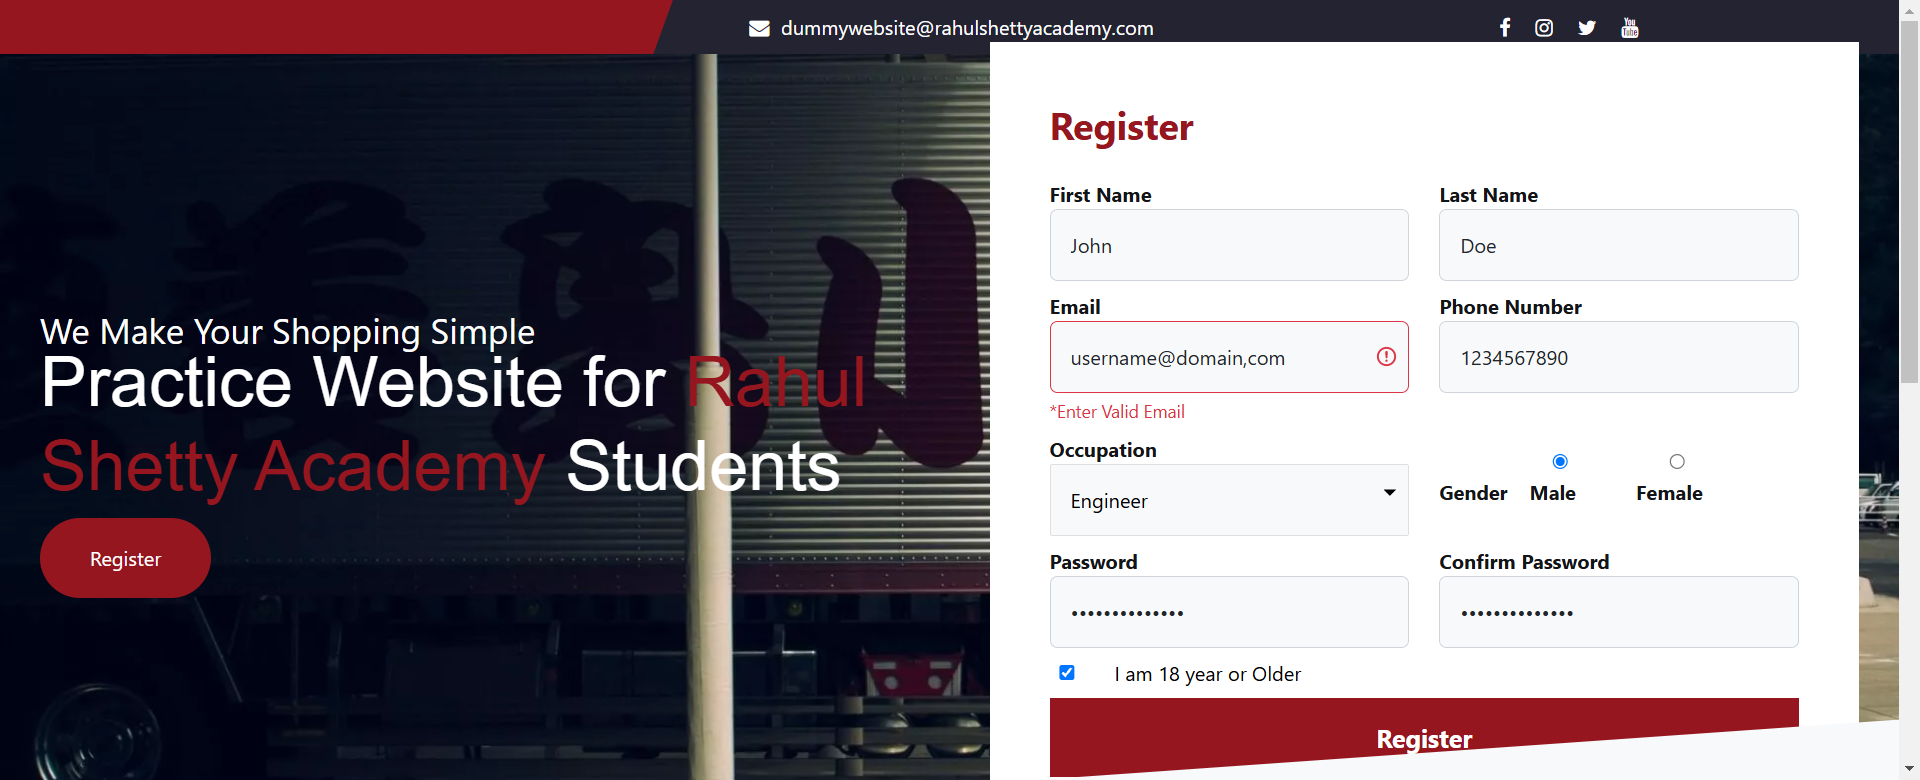 dummywebsite@rahulshettyacademy.com
We Make Your Shopping Simple
Practice Website for Rahul
Shetty Academy Students
Register
Register
First Name
Last Name
John
Doe
Email
Phone Number
username@domain,com
1234567890
*Enter Valid Email
Occupation
Engineer
Gender Male Female
Password
Confirm Password
••••••••••••••
••••••••••••••
I am 18 year or Older
Register